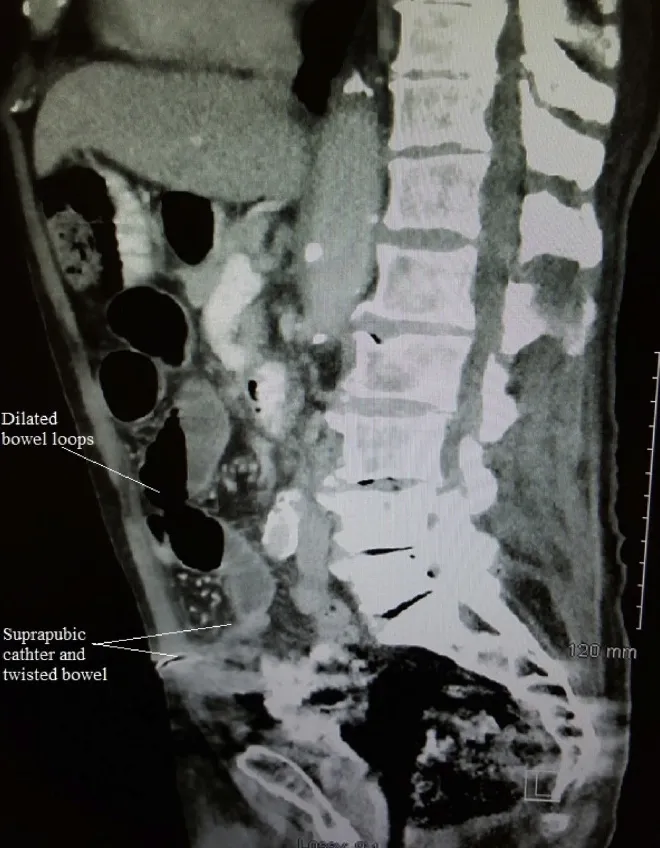 Dilated
bowel loops
Suprapubic
cathter and
twisted bowel
120 mm